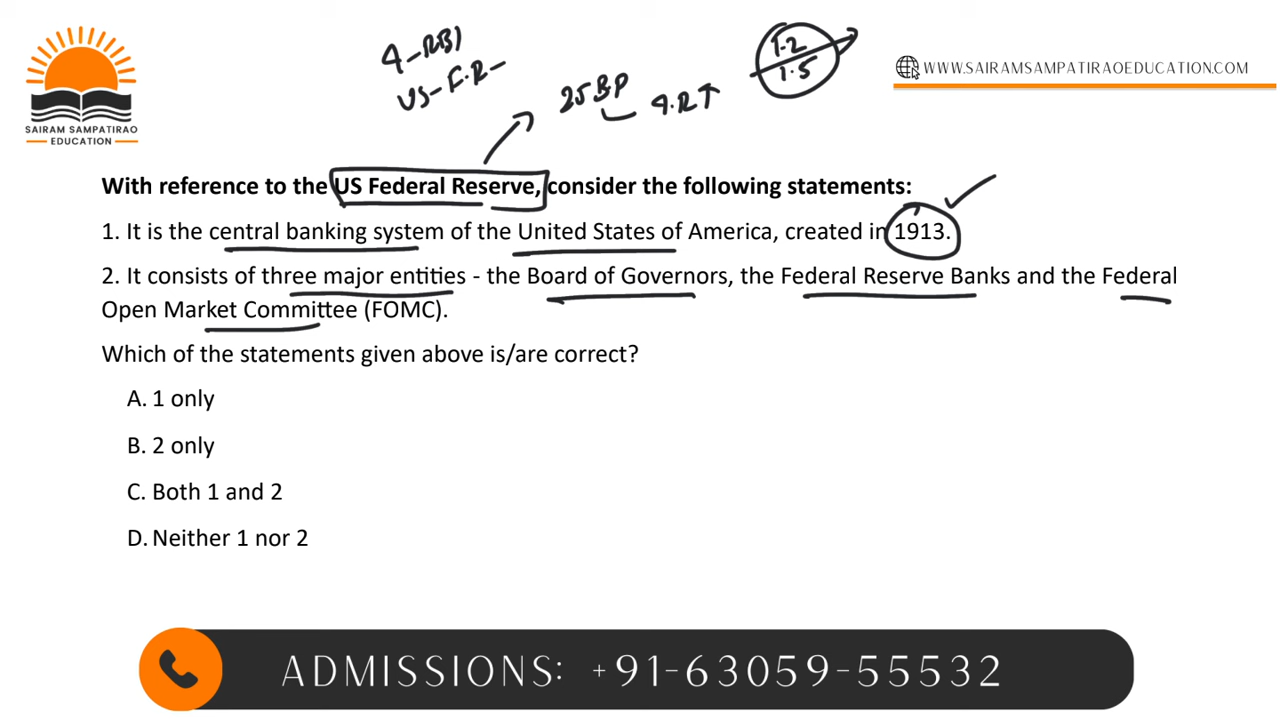 4-RBI
US-F.R-
25 BP
4.R↑
1.2
1.5
SAIRAM SAMPATIRAO
EDUCATION
WWW.SAIRAMSAMPATIRAOEDUCATION.COM
With reference to the US Federal Reserve, consider the following statements:
1. It is the central banking system of the United States of America, created in 1913.
2. It consists of three major entities - the Board of Governors, the Federal Reserve Banks and the Federal
Open Market Committee (FOMC).
Which of the statements given above is/are correct?
A. 1 only
B. 2 only
C. Both 1 and 2
D. Neither 1 nor 2
ADMISSIONS: +91-63059-55532